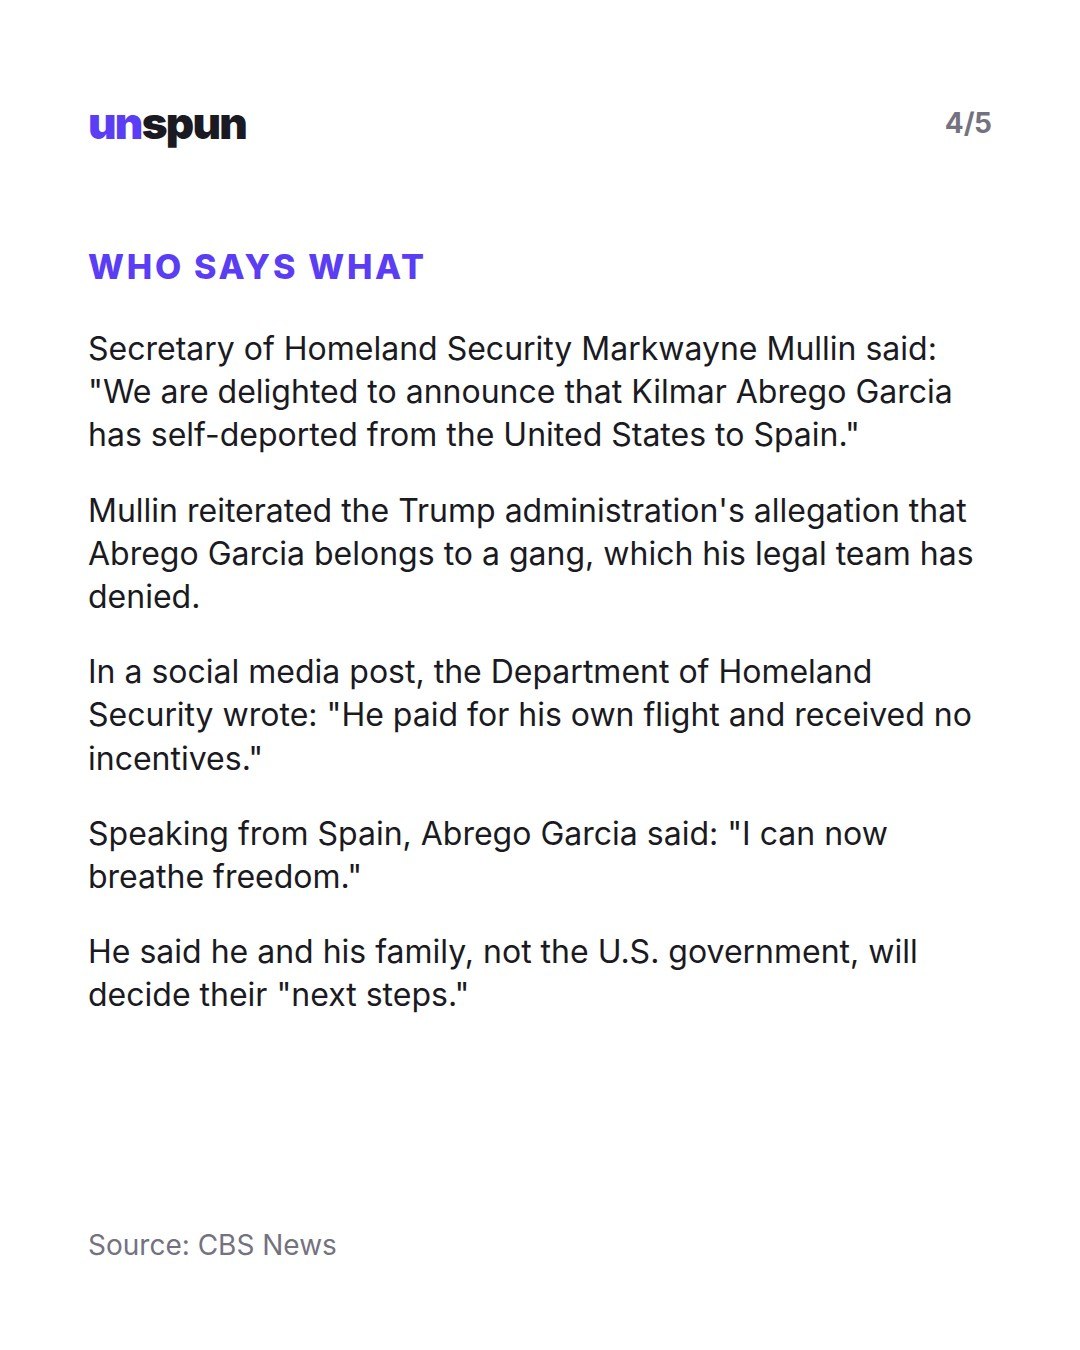 unspun
4/5
WHO SAYS WHAT
Secretary of Homeland Security Markwayne Mullin said:
"We are delighted to announce that Kilmar Abrego Garcia
has self-deported from the United States to Spain."
Mullin reiterated the Trump administration's allegation that
Abrego Garcia belongs to a gang, which his legal team has
denied.
In a social media post, the Department of Homeland
Security wrote: "He paid for his own flight and received no
incentives."
Speaking from Spain, Abrego Garcia said: "I can now
breathe freedom."
He said he and his family, not the U.S. government, will
decide their "next steps."
Source: CBS News